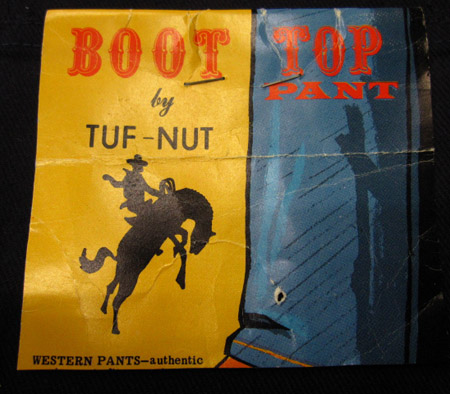 BOOT TOP
PANT
by
TUF-NUT
WESTERN PANTS—authentic